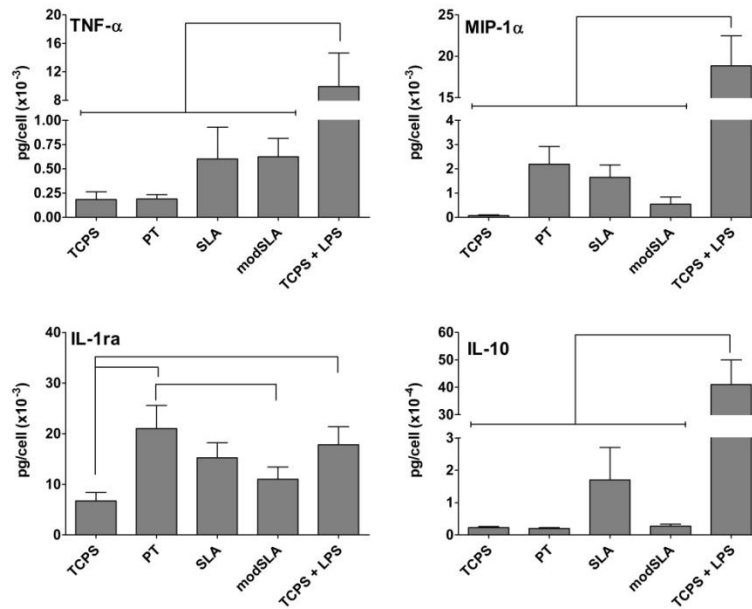 TNF-α
pg/cell (x10⁻³)
20
16
12
8
1.00
0.75
0.50
0.25
0.00
TCPS
PT
SLA
modSLA
TCPS + LPS
MIP-1α
pg/cell (x10⁻³)
25
20
15
4
3
2
1
0
TCPS
PT
SLA
modSLA
TCPS + LPS
IL-1ra
pg/cell (x10⁻³)
40
30
20
10
0
TCPS
PT
SLA
modSLA
TCPS + LPS
IL-10
pg/cell (x10⁻⁴)
60
50
40
30
3
2
1
0
TCPS
PT
SLA
modSLA
TCPS + LPS